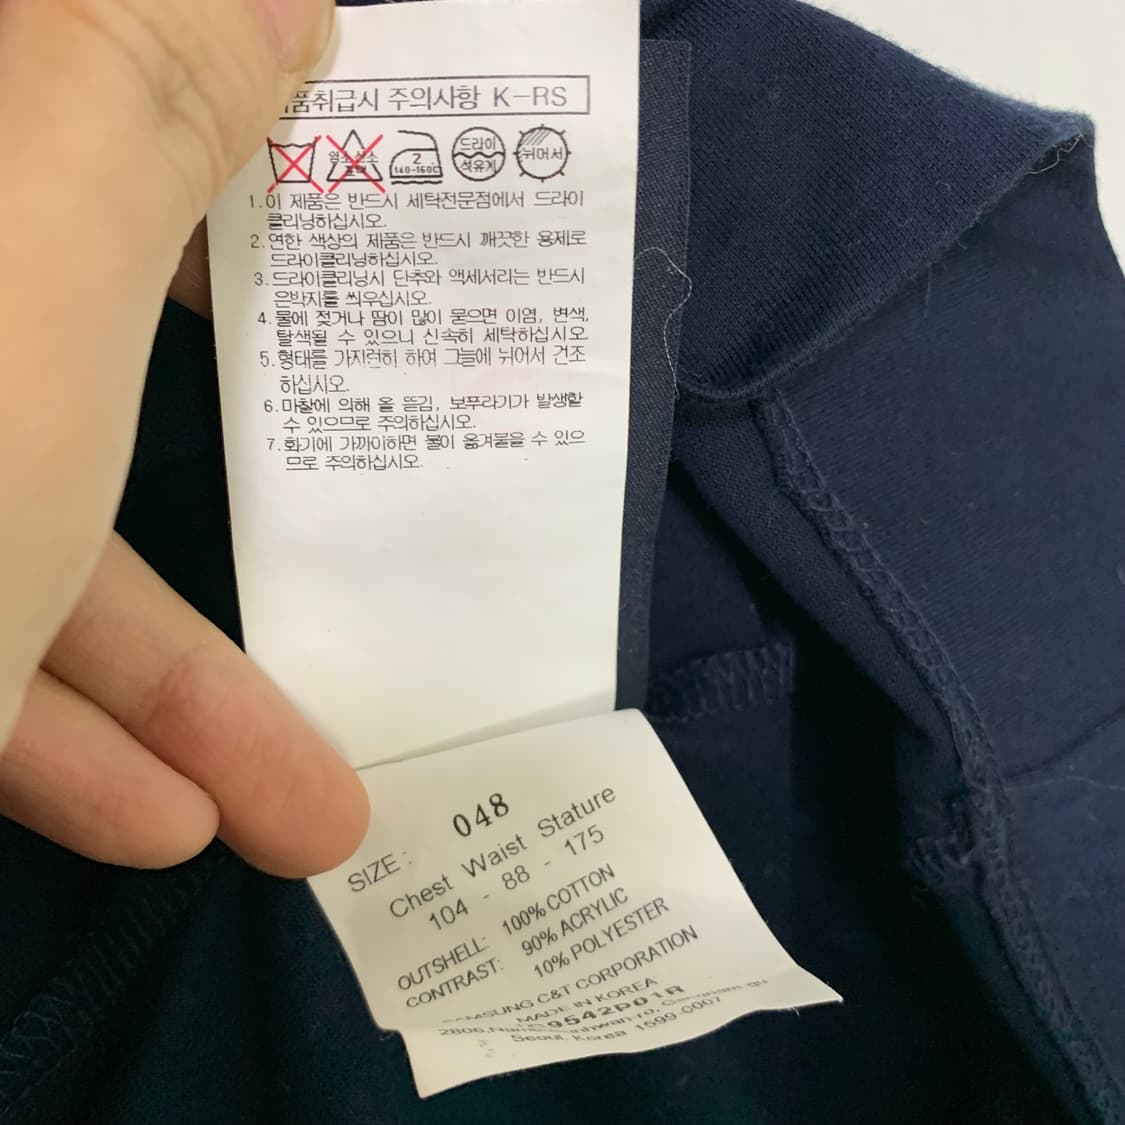 품취급시 주의사항 K-RS
염소산소
표백
2
140-160C
드라이
석유계
뉘어서
1.이 제품은 반드시 세탁전문점에서 드라이
클리닝하십시오.
2.연한 색상의 제품은 반드시 깨끗한 용제로
드라이클리닝하십시오.
3.드라이클리닝시 단추와 액세서리는 반드시
은박지를 씌우십시오.
4.물에 젖거나 땀이 많이 묻으면 이염, 변색,
탈색될 수 있으니 신속히 세탁하십시오
5.형태를 가지런히 하여 그늘에 뉘어서 건조
하십시오.
6.마찰에 의해 올 뜯김, 보푸라기가 발생할
수 있으므로 주의하십시오.
7.화기에 가까이하면 불이 옮겨붙을 수 있으
므로 주의하십시오.
SIZE: 048
Chest Waist Stature
104 - 88 - 175
OUTSHELL: 100% COTTON
CONTRAST: 90% ACRYLIC
10% POLYESTER
SAMSUNG C&T CORPORATION
MADE IN KOREA
2806, 9542P01R
Seoul, Korea 1599-0007